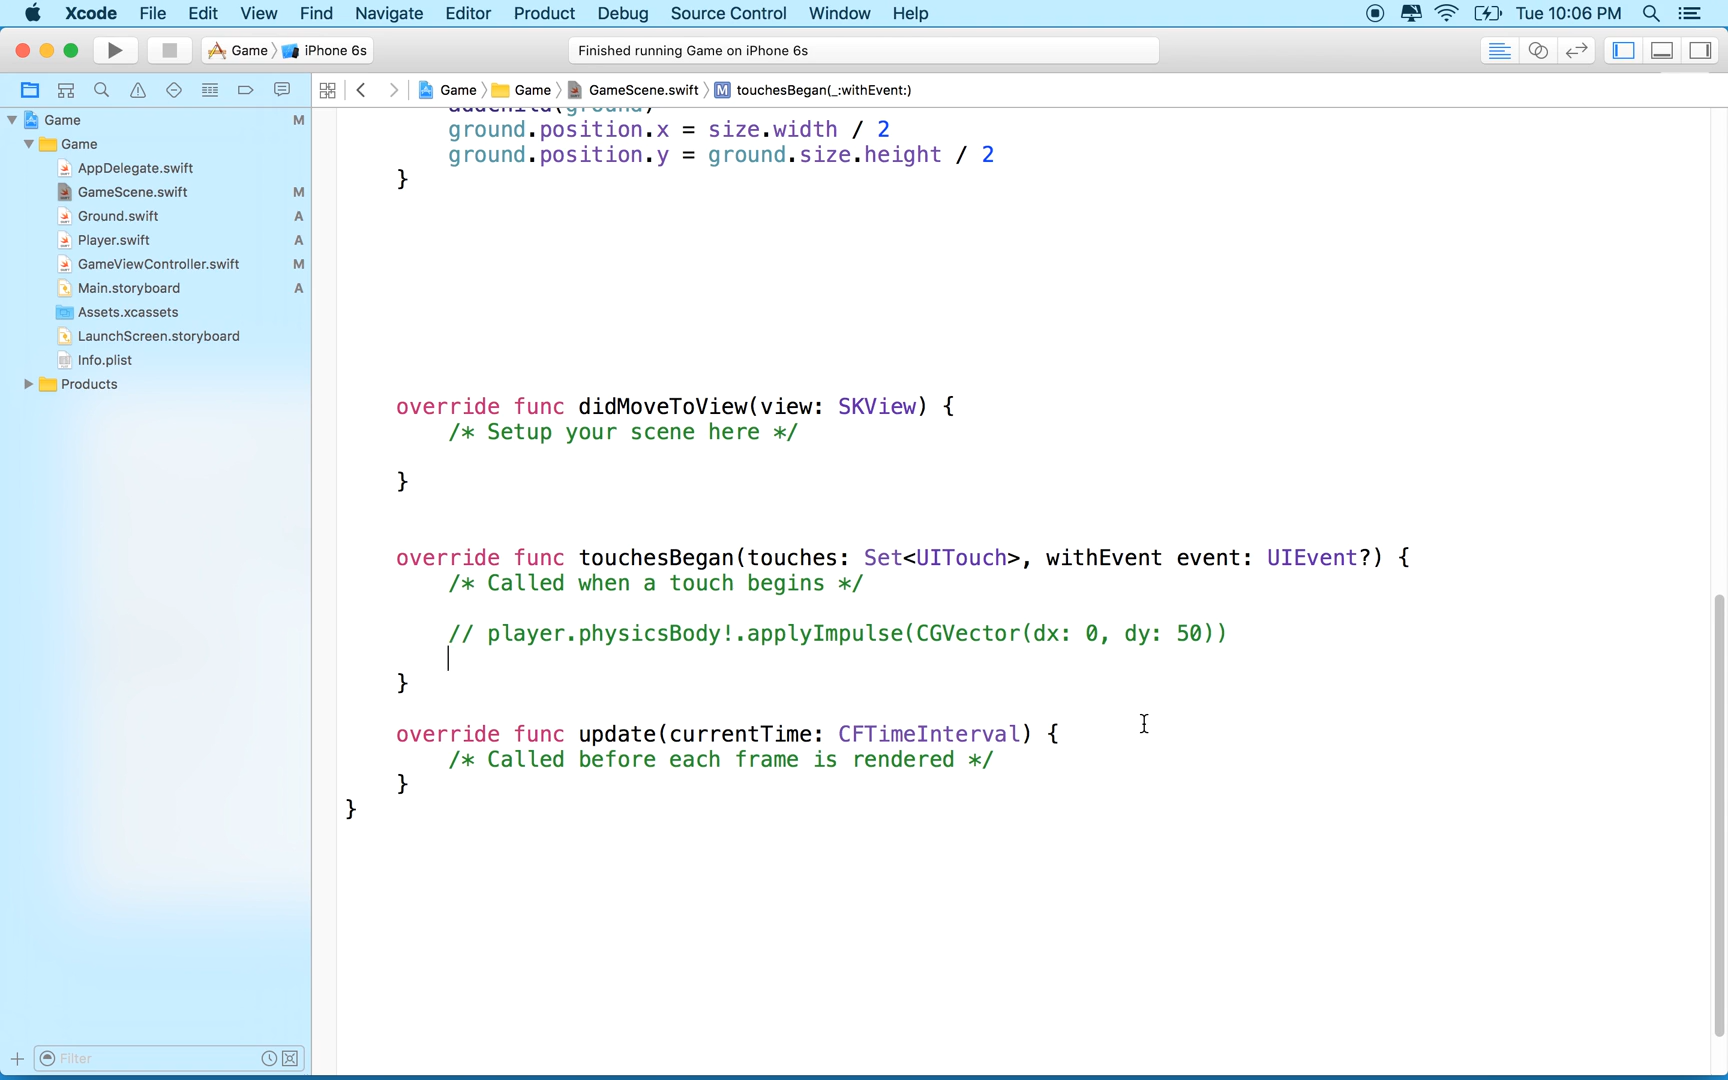 Xcode File Edit View Find Navigate Editor Product Debug Source Control Window Help Tue 10:06 PM
Game iPhone 6s Finished running Game on iPhone 6s
Game Game GameScene.swift M touchesBegan(_:withEvent:)
Game M
Game
AppDelegate.swift
GameScene.swift M
Ground.swift A
Player.swift A
GameViewController.swift M
Main.storyboard A
Assets.xcassets
LaunchScreen.storyboard
Info.plist
Products
Filter
addChild(ground)
ground.position.x = size.width / 2
ground.position.y = ground.size.height / 2
}
override func didMoveToView(view: SKView) {
/* Setup your scene here */
}
override func touchesBegan(touches: Set<UITouch>, withEvent event: UIEvent?) {
/* Called when a touch begins */
// player.physicsBody!.applyImpulse(CGVector(dx: 0, dy: 50))
}
override func update(currentTime: CFTimeInterval) {
/* Called before each frame is rendered */
}
}